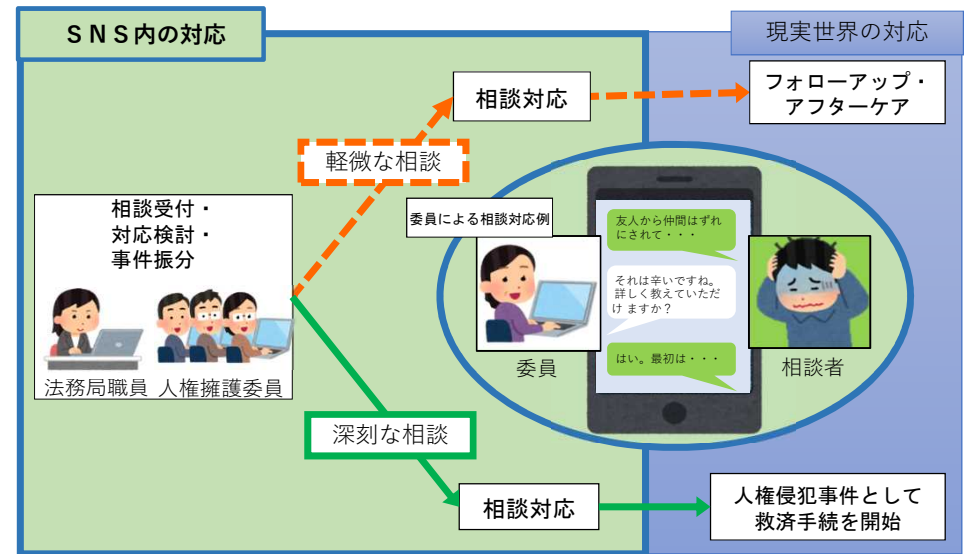 ＳＮＳ内の対応
現実世界の対応
相談対応
フォローアップ・
アフターケア
軽微な相談
相談受付・
対応検討・
事件振分
法務局職員
人権擁護委員
委員による相談対応例
友人から仲間はずれ
にされて・・・
それは辛いですね。
詳しく教えていただ
け ますか？
はい。最初は・・・
委員
相談者
深刻な相談
相談対応
人権侵犯事件として
救済手続を開始